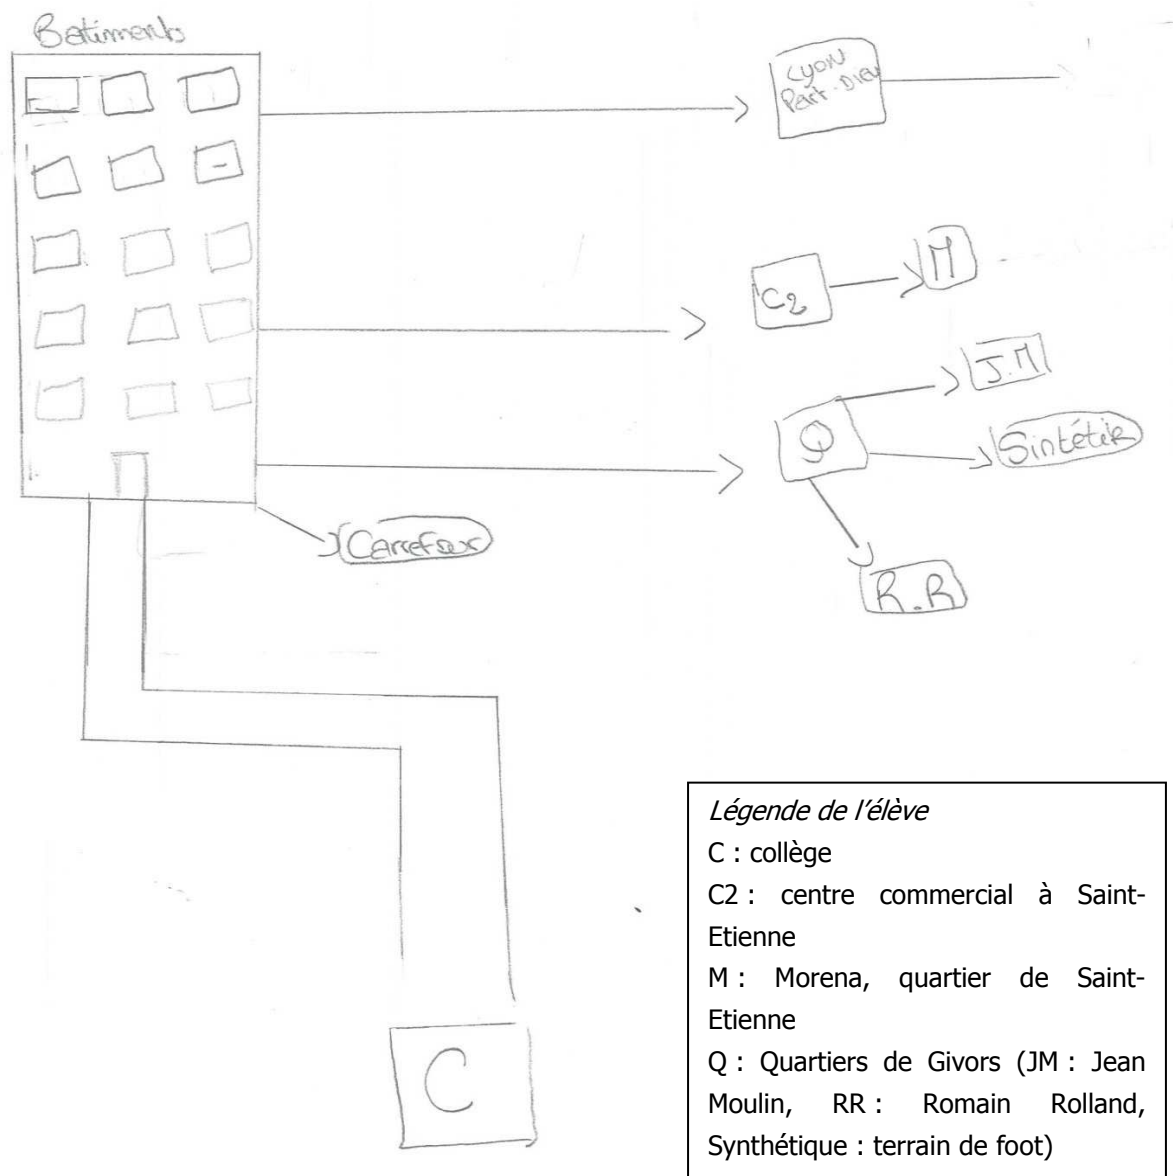 Batiments
Lyon
Part-Dieu
C2
M
J.M
Q
Sintétik
Carrefour
R.R
C
Légende de l'élève
C : collège
C2 : centre commercial à Saint-
Etienne
M : Morena, quartier de Saint-
Etienne
Q : Quartiers de Givors (JM : Jean
Moulin, RR : Romain Rolland,
Synthétique : terrain de foot)